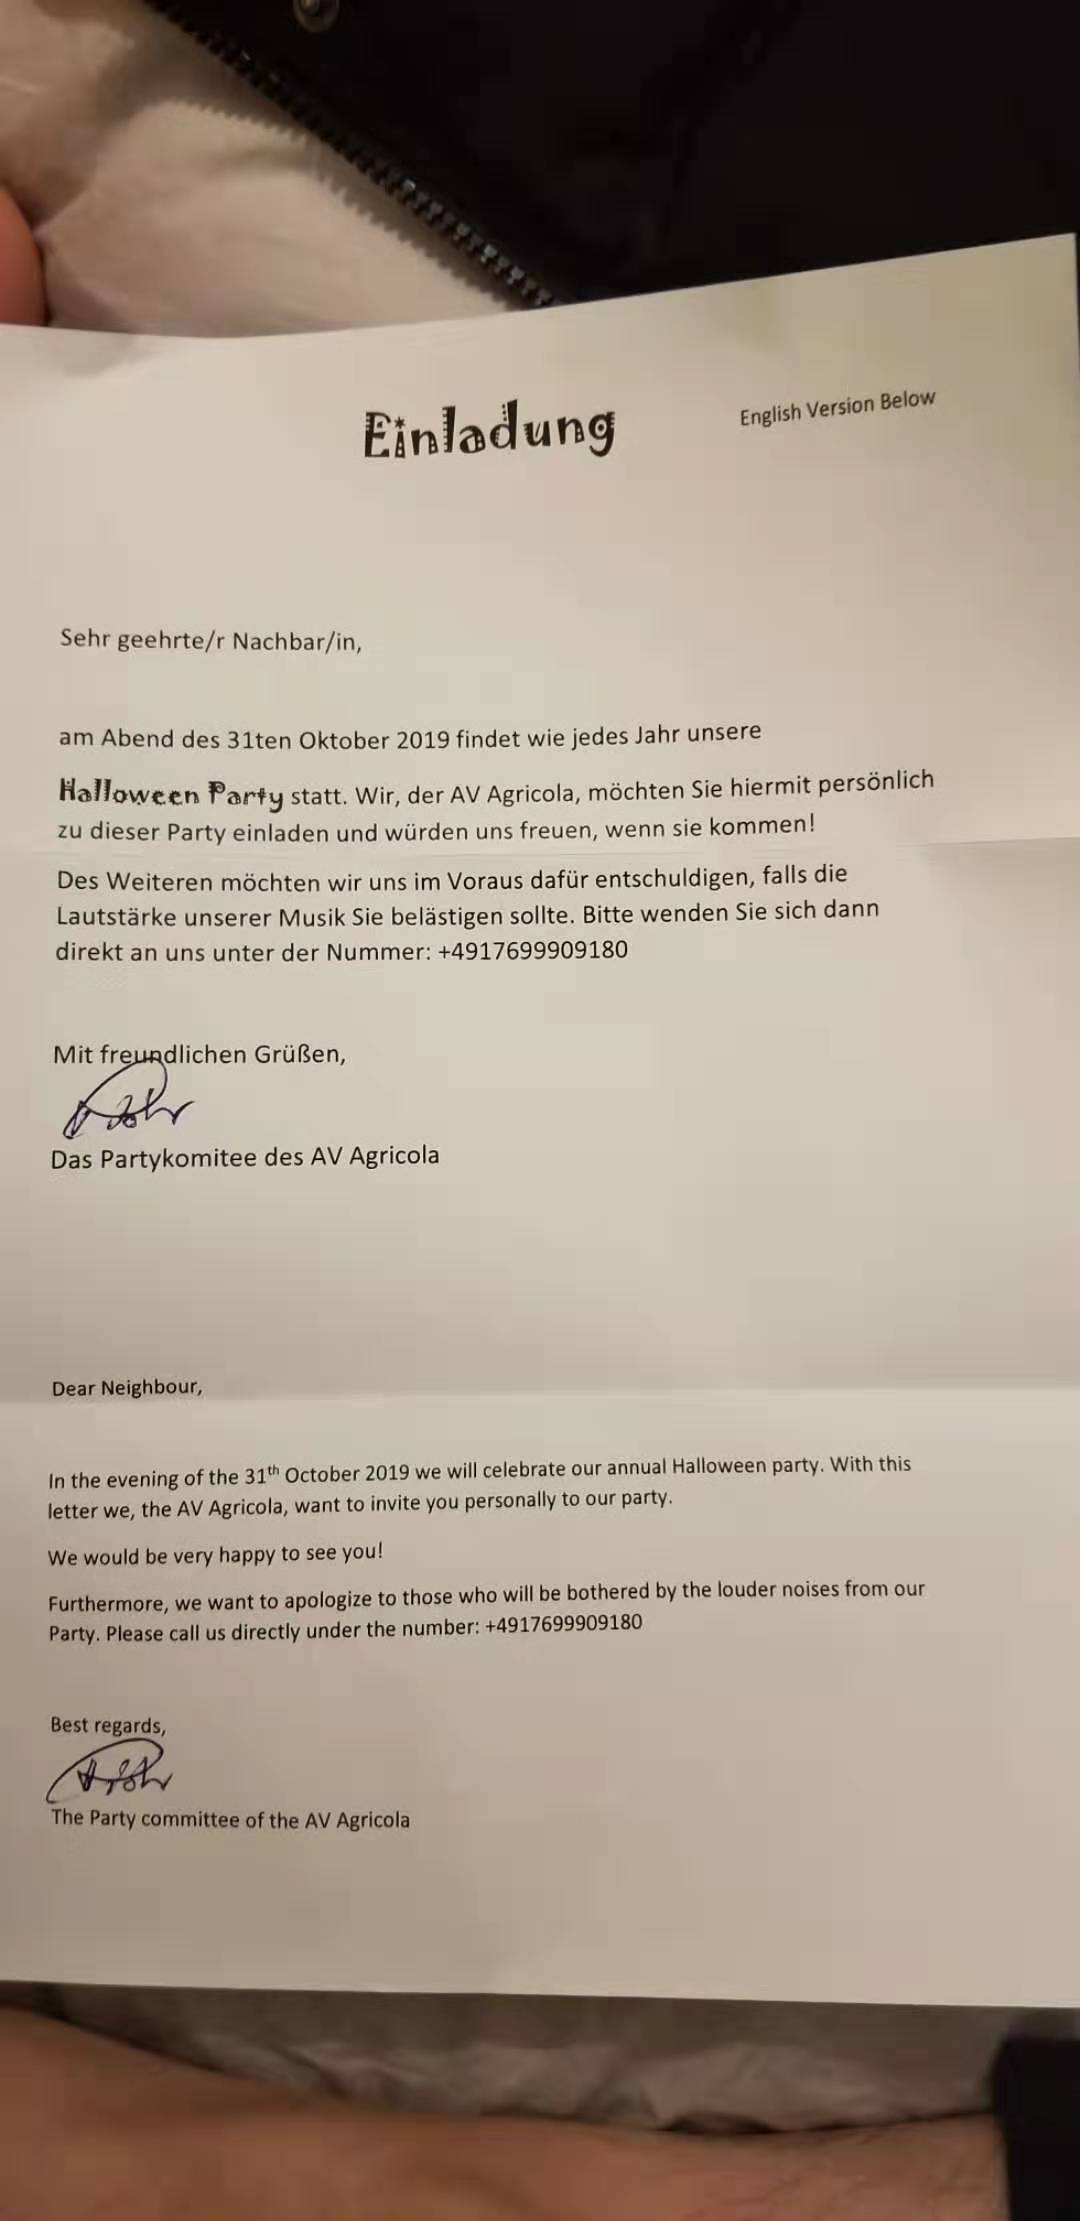 Einladung
English Version Below
Sehr geehrte/r Nachbar/in,
am Abend des 31ten Oktober 2019 findet wie jedes Jahr unsere
Halloween Party statt. Wir, der AV Agricola, möchten Sie hiermit persönlich
zu dieser Party einladen und würden uns freuen, wenn sie kommen!
Des Weiteren möchten wir uns im Voraus dafür entschuldigen, falls die
Lautstärke unserer Musik Sie belästigen sollte. Bitte wenden Sie sich dann
direkt an uns unter der Nummer: +4917699909180
Mit freundlichen Grüßen,
Das Partykomitee des AV Agricola
Dear Neighbour,
In the evening of the 31th October 2019 we will celebrate our annual Halloween party. With this
letter we, the AV Agricola, want to invite you personally to our party.
We would be very happy to see you!
Furthermore, we want to apologize to those who will be bothered by the louder noises from our
Party. Please call us directly under the number: +4917699909180
Best regards,
The Party committee of the AV Agricola